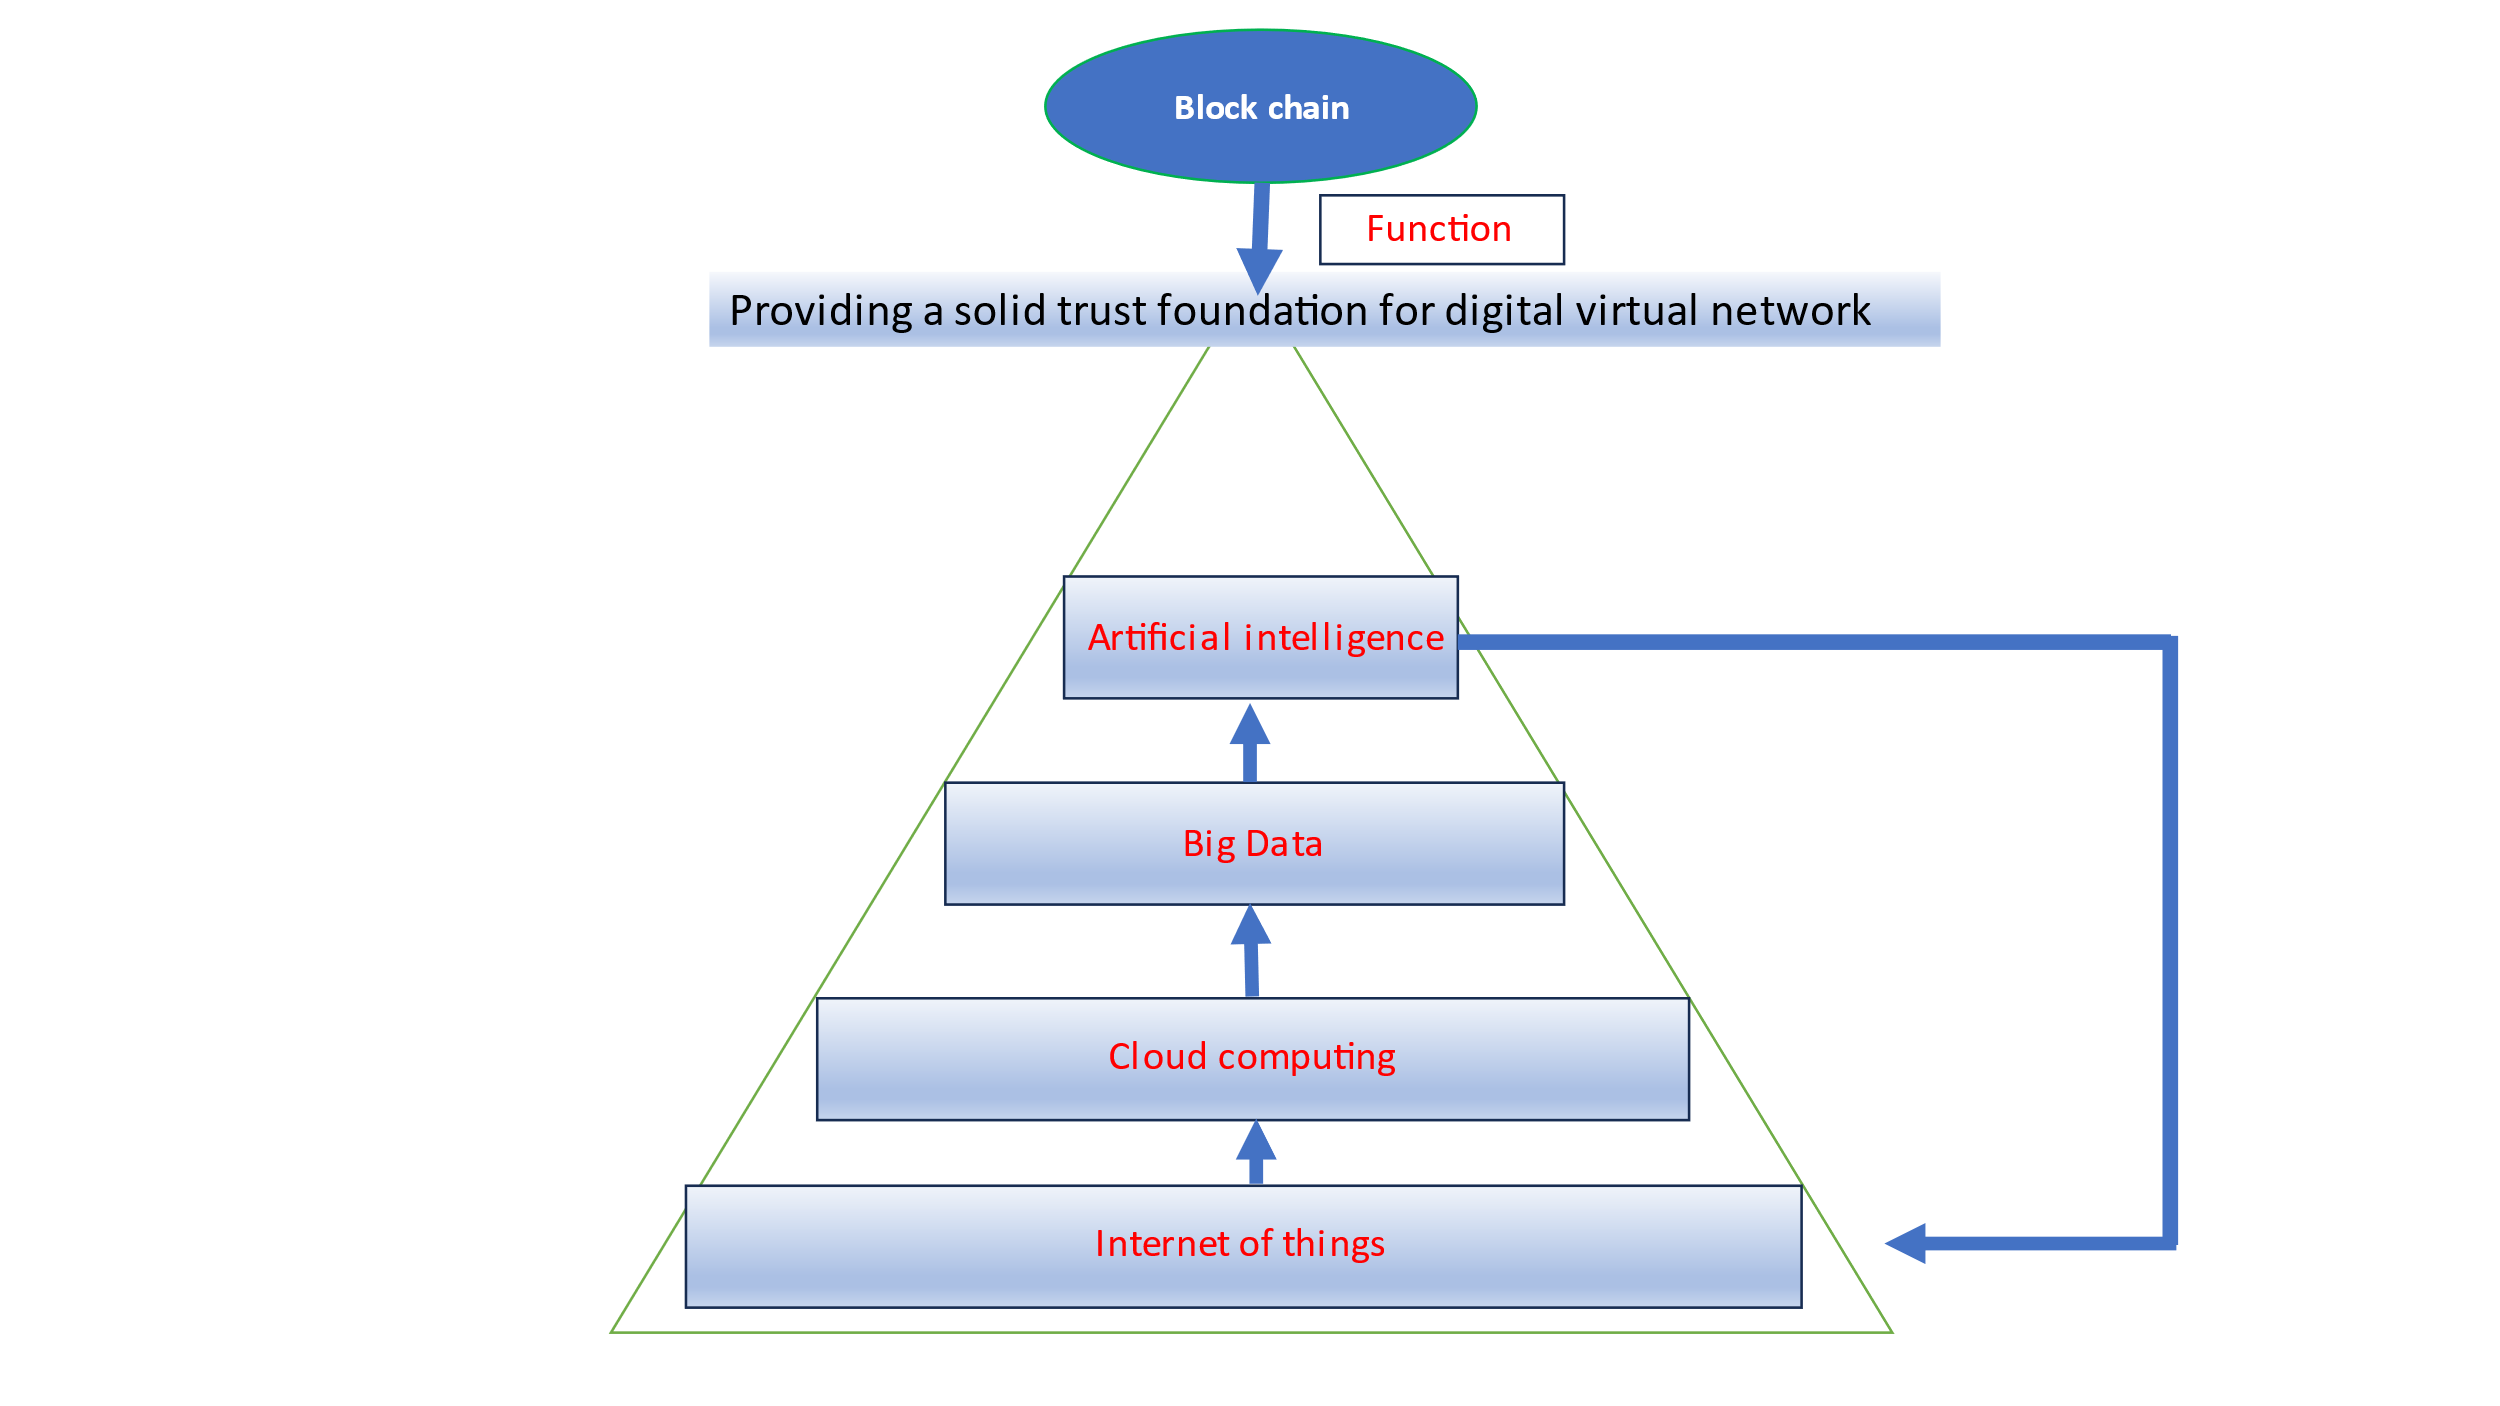 Block chain
Function
Providing a solid trust foundation for digital virtual network
Artificial intelligence
Big Data
Cloud computing
Internet of things